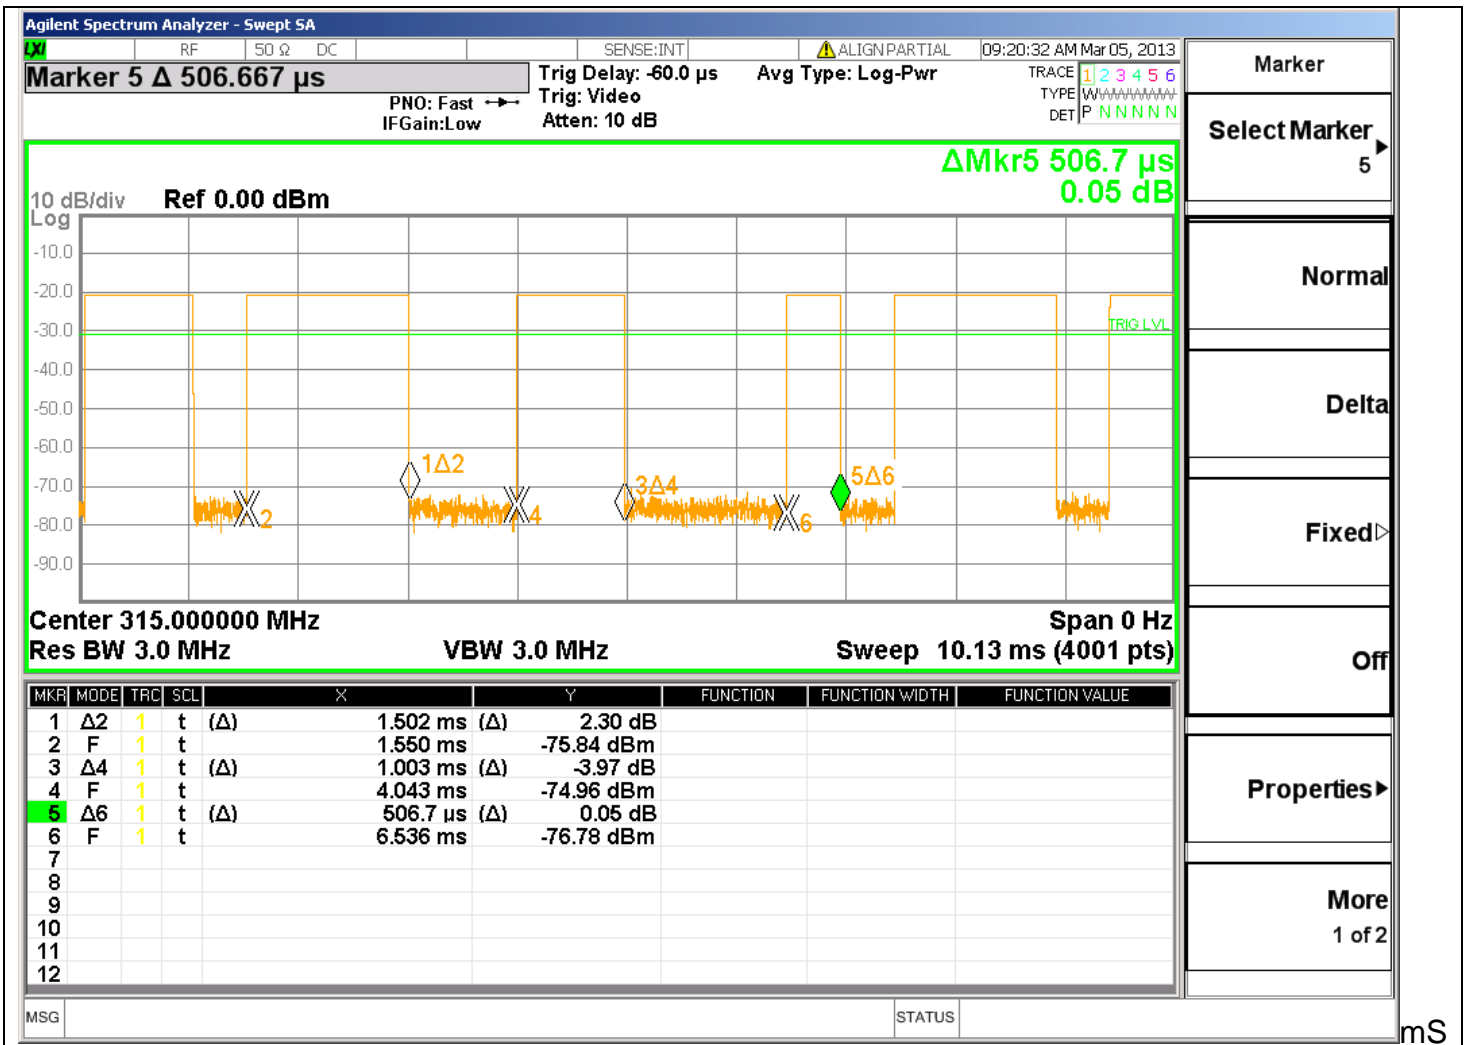 Agilent Spectrum Analyzer - Swept SA
LXI RF 50 Ω DC SENSE:INT ALIGN PARTIAL 09:20:32 AM Mar 05, 2013
Marker 5 Δ 506.667 µs
PNO: Fast
IFGain:Low
Trig Delay: -60.0 µs
Trig: Video
Atten: 10 dB
Avg Type: Log-Pwr
TRACE 1 2 3 4 5 6
TYPE WWWWWW
DET P N N N N N
ΔMkr5 506.7 µs
0.05 dB
10 dB/div Ref 0.00 dBm
Log
-10.0
-20.0
-30.0
-40.0
-50.0
-60.0
-70.0
-80.0
-90.0
TRIG LVL
1Δ2
2
3Δ4
4
5Δ6
6
Center 315.000000 MHz Span 0 Hz
Res BW 3.0 MHz VBW 3.0 MHz Sweep 10.13 ms (4001 pts)
MKR MODE TRC SCL X Y FUNCTION FUNCTION WIDTH FUNCTION VALUE
1 Δ2 1 t (Δ) 1.502 ms (Δ) 2.30 dB
2 F 1 t 1.550 ms -75.84 dBm
3 Δ4 1 t (Δ) 1.003 ms (Δ) -3.97 dB
4 F 1 t 4.043 ms -74.96 dBm
5 Δ6 1 t (Δ) 506.7 µs (Δ) 0.05 dB
6 F 1 t 6.536 ms -76.78 dBm
7
8
9
10
11
12
MSG STATUS
Marker
Select Marker
5
Normal
Delta
Fixed
Off
Properties
More
1 of 2
mS